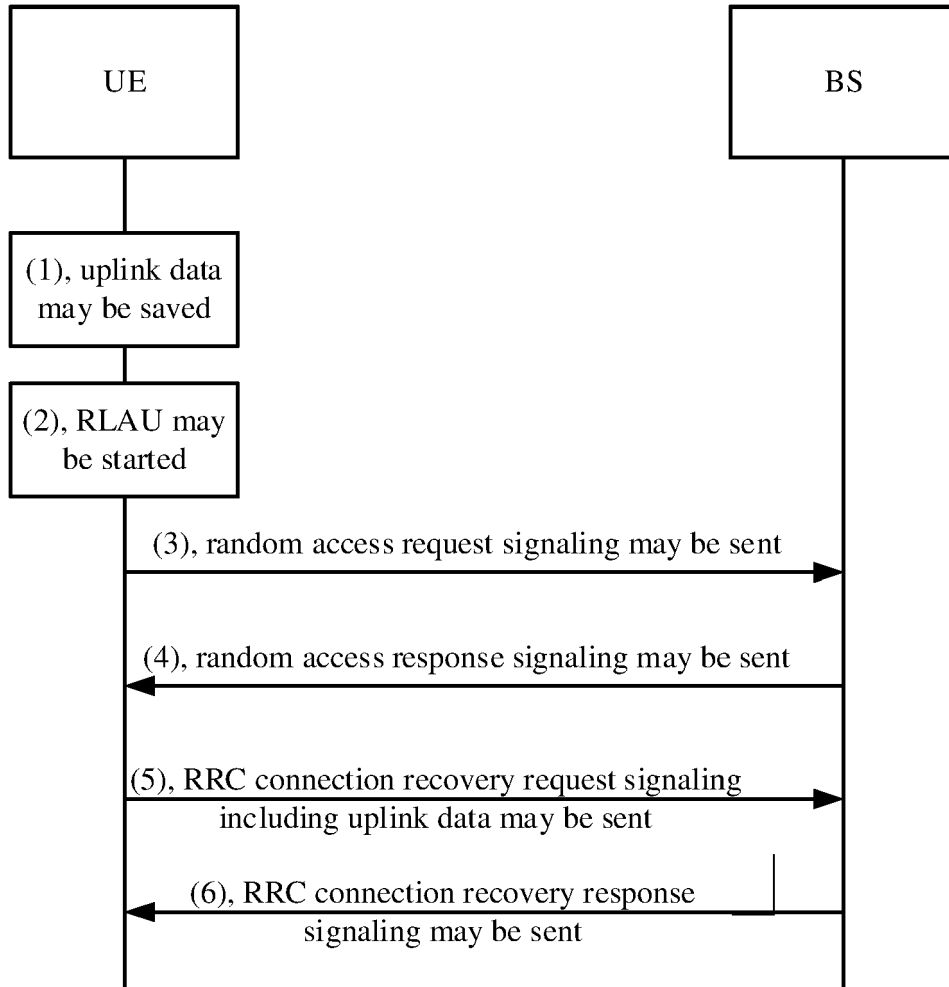 UE
BS
(1), uplink data
may be saved
(2), RLAU may
be started
(3), random access request signaling may be sent
(4), random access response signaling may be sent
(5), RRC connection recovery request signaling
including uplink data may be sent
(6), RRC connection recovery response
signaling may be sent